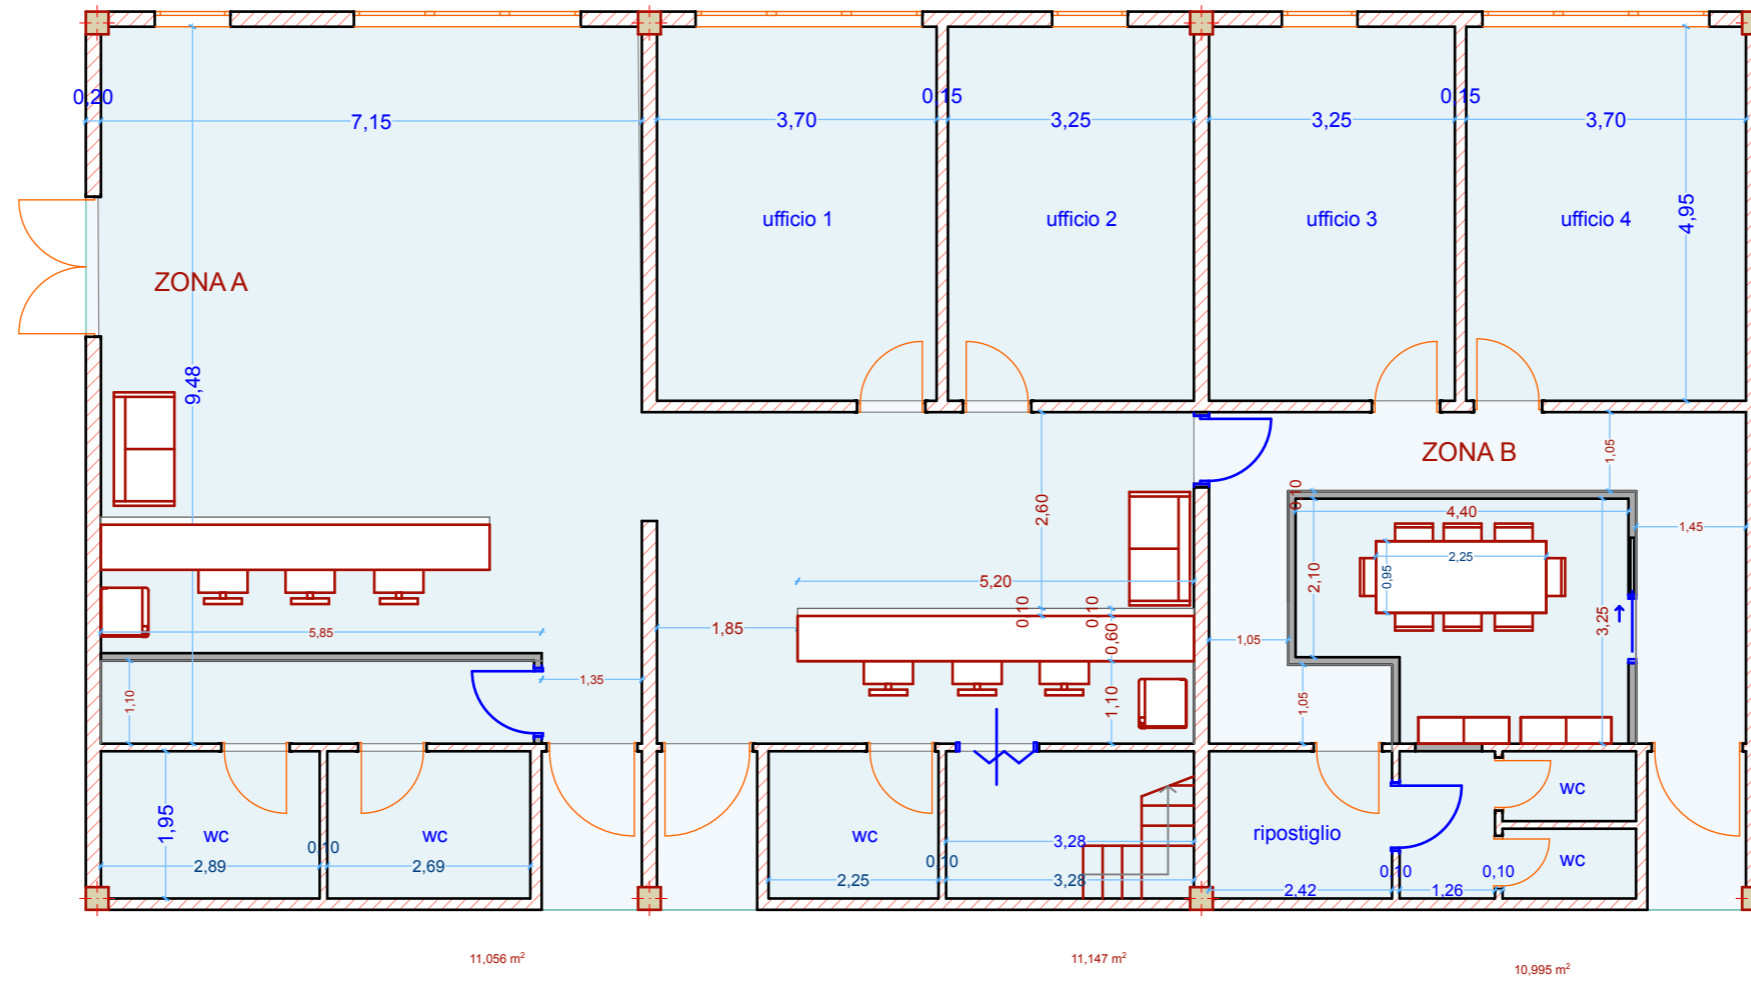 0,20
7,15
3,70
0,15
3,25
3,25
0,15
3,70
4,95
ufficio 1
ufficio 2
ufficio 3
ufficio 4
ZONA A
9,48
ZONA B
1,05
2,60
0,10
4,40
1,45
2,25
0,95
2,10
3,25
5,20
0,10
0,10
0,60
5,85
1,85
1,05
1,35
1,10
1,10
1,05
wc
wc
1,95
2,89
0,10
2,69
wc
0,10
2,25
3,28
3,28
ripostiglio
wc
wc
0,10
0,10
2,42
1,26
11,056 m²
11,147 m²
10,995 m²